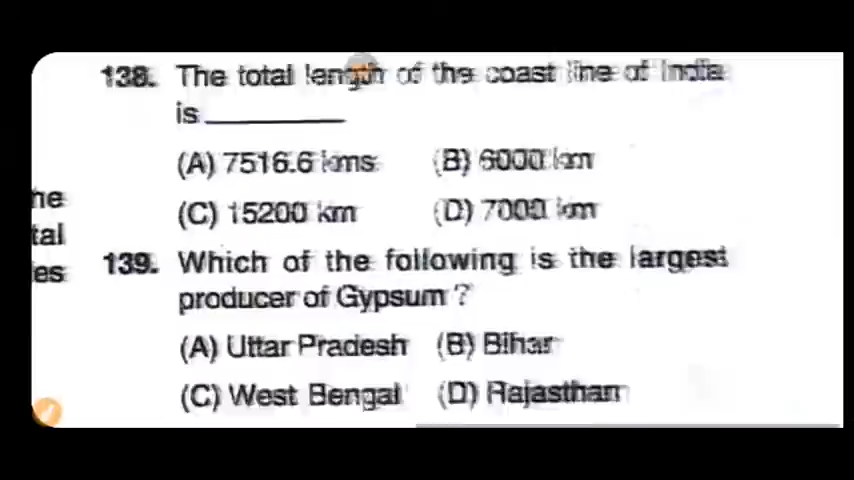 138. The total length of the coast line of India
is ________
(A) 7516.6 kms (B) 6000 km
(C) 15200 km (D) 7000 km
he
tal
es
139. Which of the following is the largest
producer of Gypsum ?
(A) Uttar Pradesh (B) Bihar
(C) West Bengal (D) Rajasthan